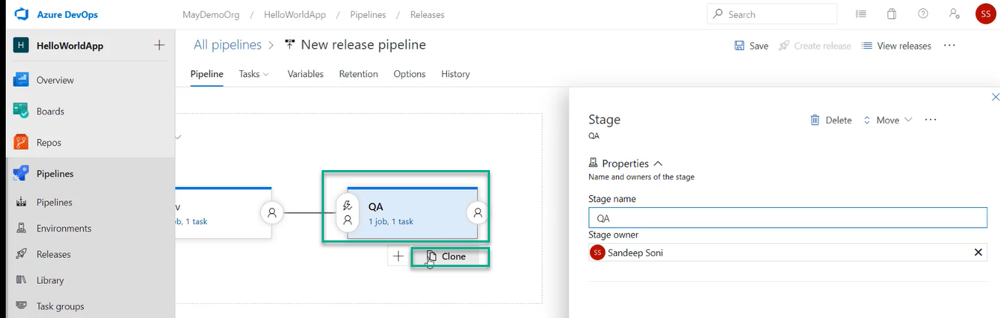 Azure DevOps
MayDemoOrg / HelloWorldApp / Pipelines / Releases
Search
SS
H HelloWorldApp
All pipelines > New release pipeline
Save
Create release
View releases
Pipeline
Tasks
Variables
Retention
Options
History
Overview
Boards
Repos
Pipelines
Pipelines
Environments
Releases
Library
Task groups
v
ob, 1 task
QA
1 job, 1 task
Clone
Stage
Delete
Move
QA
Properties
Name and owners of the stage
Stage name
QA
Stage owner
SS Sandeep Soni